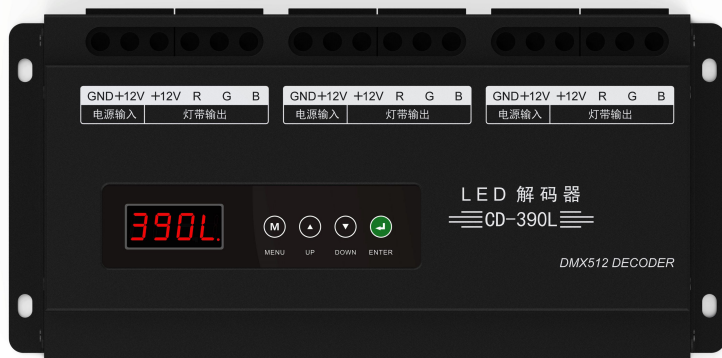 GND+12V +12V R G B GND+12V +12V R G B GND+12V +12V R G B
电源输入 灯带输出 电源输入 灯带输出 电源输入 灯带输出
LED 解码器
CD-390L
390L.
M
MENU UP DOWN ENTER
DMX512 DECODER